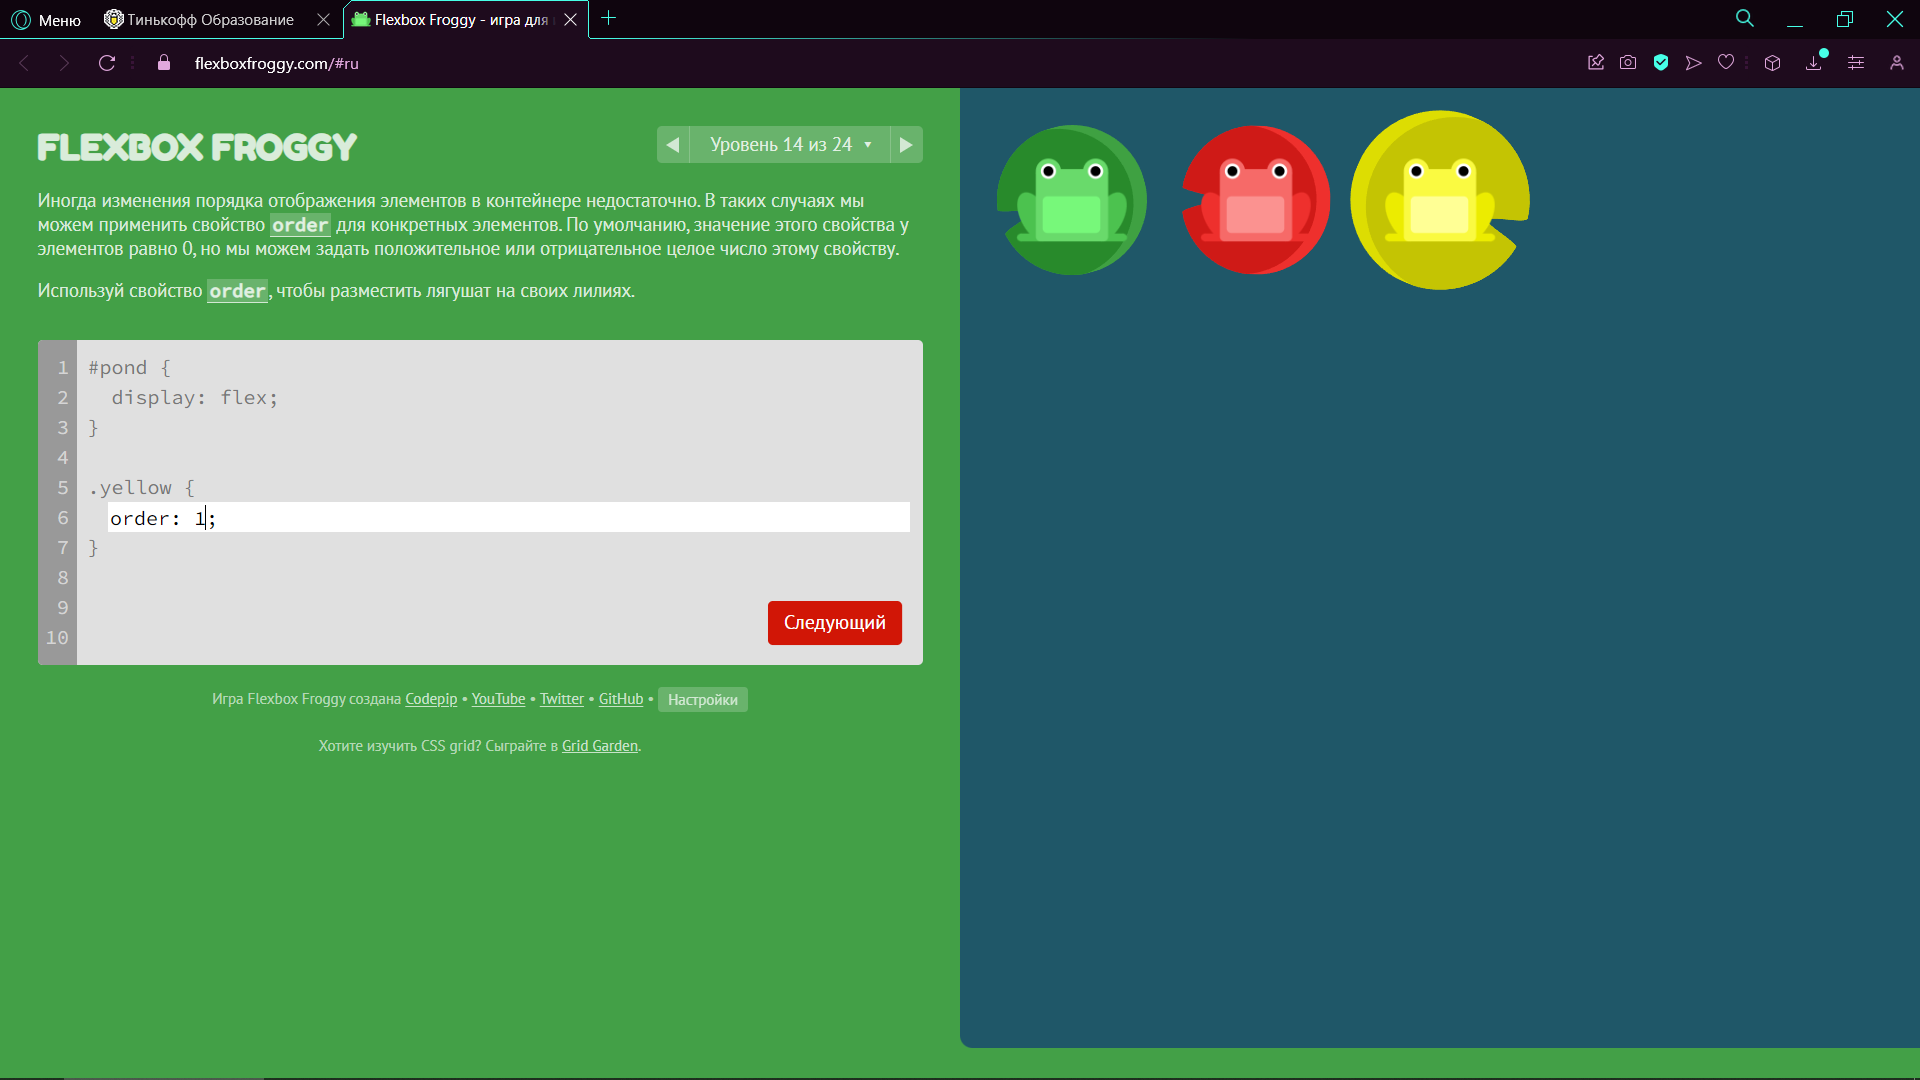 Меню
Тинькофф Образование
Flexbox Froggy - игра для
flexboxfroggy.com/#ru
FLEXBOX FROGGY
Уровень 14 из 24
Иногда изменения порядка отображения элементов в контейнере недостаточно. В таких случаях мы
можем применить свойство order для конкретных элементов. По умолчанию, значение этого свойства у
элементов равно 0, но мы можем задать положительное или отрицательное целое число этому свойству.
Используй свойство order, чтобы разместить лягушат на своих лилиях.
1 #pond {
2 display: flex;
3 }
4
5 .yellow {
6 order: 1;
7 }
8
9
10
Следующий
Игра Flexbox Froggy создана Codepip • YouTube • Twitter • GitHub • Настройки
Хотите изучить CSS grid? Сыграйте в Grid Garden.